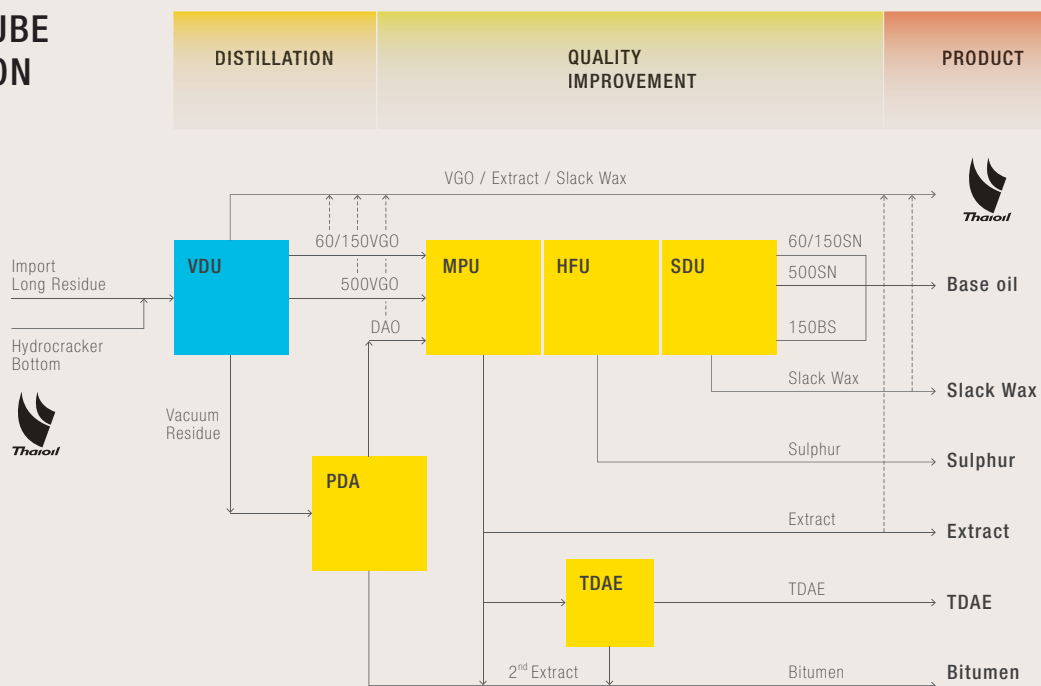 DISTILLATION
QUALITY
IMPROVEMENT
PRODUCT
VGO / Extract / Slack Wax
Thaioil
60/150VGO
500VGO
DAO
VDU
MPU
HFU
SDU
60/150SN
500SN
150BS
Base oil
Import
Long Residue
Hydrocracker
Bottom
Thaioil
Slack Wax
Slack Wax
Vacuum
Residue
Sulphur
Sulphur
PDA
Extract
Extract
TDAE
TDAE
TDAE
2nd Extract
Bitumen
Bitumen